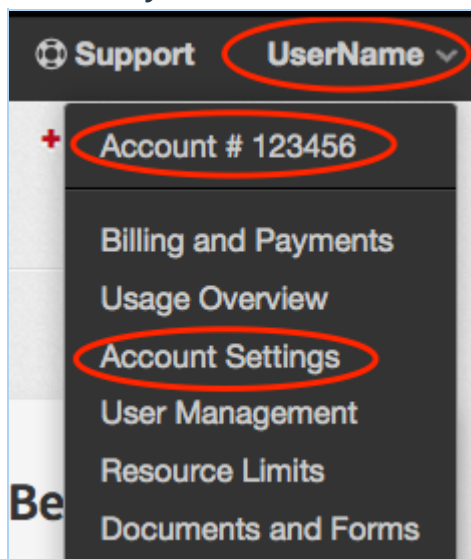 Support UserName
Account # 123456
Billing and Payments
Usage Overview
Account Settings
User Management
Resource Limits
Be
Documents and Forms